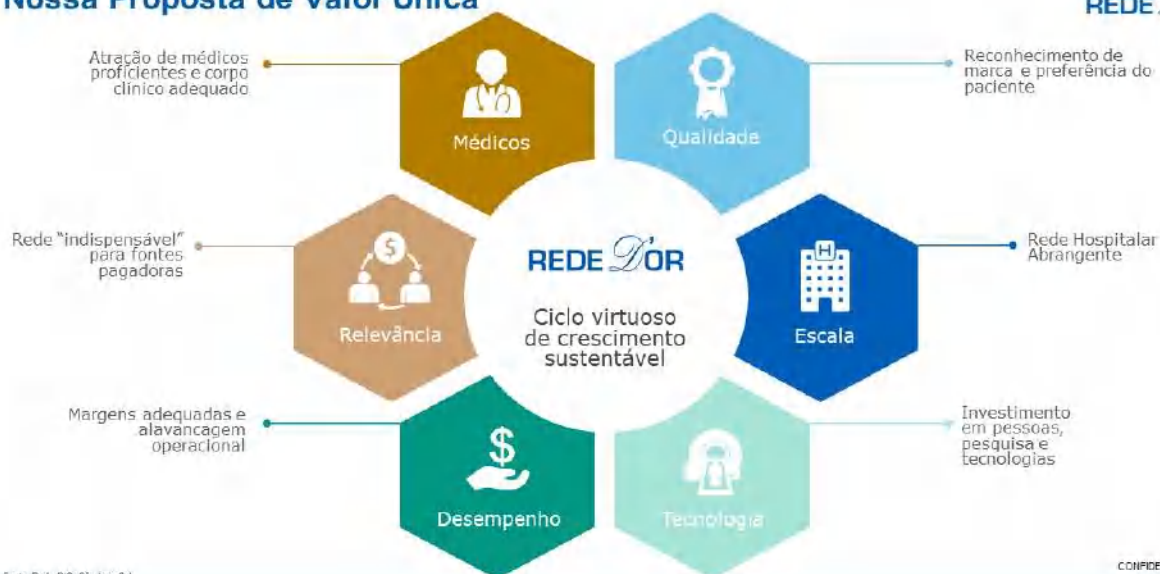 Nossa Proposta de Valor Única
REDE
Atração de médicos
proficientes e corpo
clínico adequado
Médicos
Qualidade
Reconhecimento de
marca e preferência do
paciente
Rede "indispensável"
para fontes
pagadoras
Relevância
REDE D'OR
Ciclo virtuoso
de crescimento
sustentável
H
Escala
Rede Hospitalar
Abrangente
Margens adequadas e
alavancagem
operacional
$
Desempenho
Tecnologia
Investimento
em pessoas,
pesquisa e
tecnologias
CONFIDE